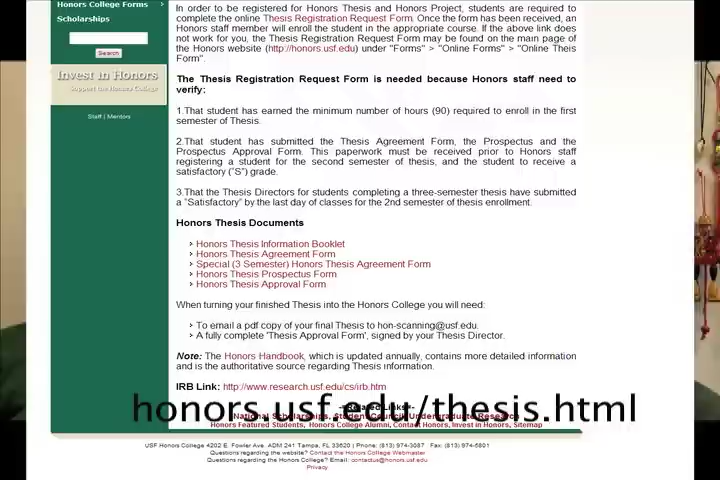 Honors College Forms
Scholarships
Search
Invest in Honors
Support the Honors College
Staff | Mentors
In order to be registered for Honors Thesis and Honors Project, students are required to
complete the online Thesis Registration Request Form. Once the form has been received, an
Honors staff member will enroll the student in the appropriate course. If the above link does
not work for you, the Thesis Registration Request Form may be found on the main page of
the Honors website (http://honors.usf.edu) under "Forms" > "Online Forms" > "Online Theis
Form".
The Thesis Registration Request Form is needed because Honors staff need to
verify:
1.That student has earned the minimum number of hours (90) required to enroll in the first
semester of Thesis.
2.That student has submitted the Thesis Agreement Form, the Prospectus and the
Prospectus Approval Form. This paperwork must be received prior to Honors staff
registering a student for the second semester of thesis, and the student to receive a
satisfactory ("S") grade.
3.That the Thesis Directors for students completing a three-semester thesis have submitted
a "Satisfactory" by the last day of classes for the 2nd semester of thesis enrollment.
Honors Thesis Documents
Honors Thesis Information Booklet
Honors Thesis Agreement Form
Special (3 Semester) Honors Thesis Agreement Form
Honors Thesis Prospectus Form
Honors Thesis Approval Form
When turning your finished Thesis into the Honors College you will need:
To email a pdf copy of your final Thesis to hon-scanning@usf.edu.
A fully complete 'Thesis Approval Form', signed by your Thesis Director.
Note: The Honors Handbook, which is updated annually, contains more detailed information
and is the authoritative source regarding Thesis information.
IRB Link: http://www.research.usf.edu/cs/irb.htm
-- Related Links --
honors.usf.edu/thesis.html
National Scholarships, Student Council, Undergraduate Research
Honors Featured Students, Honors College Alumni, Contact Honors, Invest in Honors, Sitemap
USF Honors College 4202 E. Fowler Ave. ADM 241 Tampa, FL 33620 | Phone: (813) 974-3087 Fax: (813) 974-5801
Questions regarding the website? Contact the Honors College Webmaster
Questions regarding the Honors College? Email: contactus@honors.usf.edu
Privacy